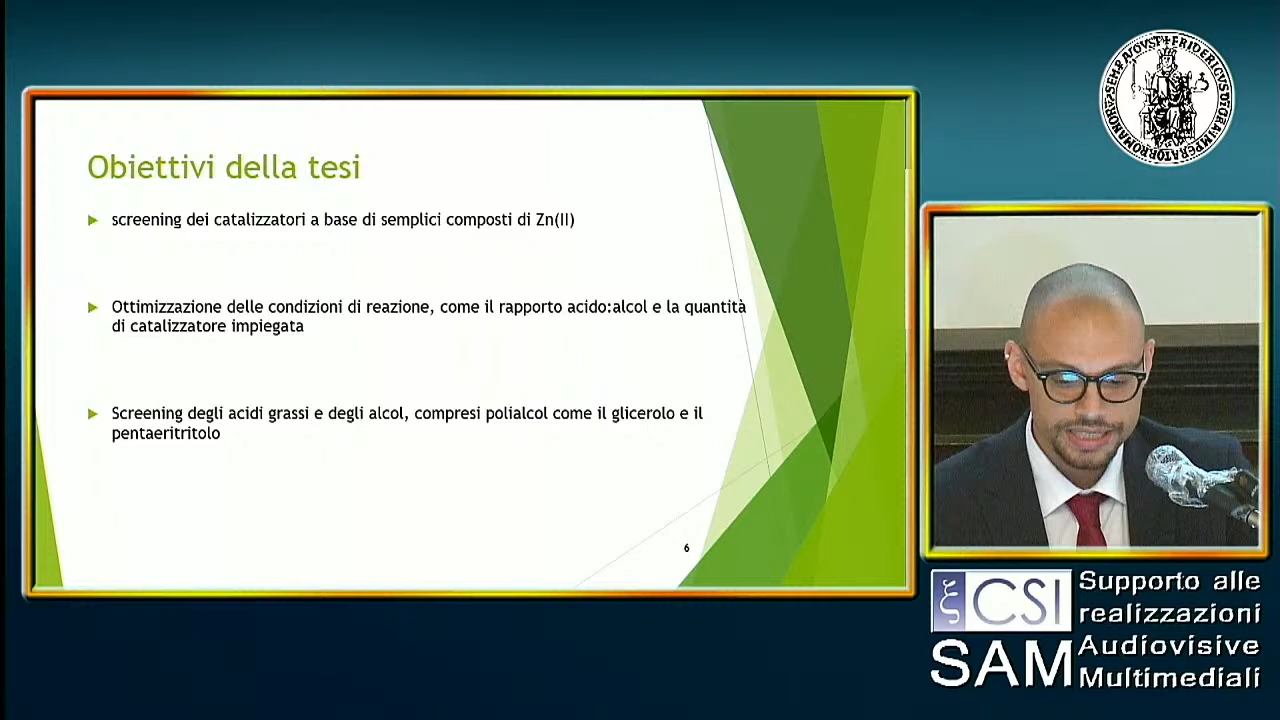 Obiettivi della tesi
screening dei catalizzatori a base di semplici composti di Zn(II)
Ottimizzazione delle condizioni di reazione, come il rapporto acido:alcol e la quantità
di catalizzatore impiegata
Screening degli acidi grassi e degli alcol, compresi polialcol come il glicerolo e il
pentaeritritolo
6
CSI
SAM
Supporto alle
realizzazioni
Audiovisive
Multimediali